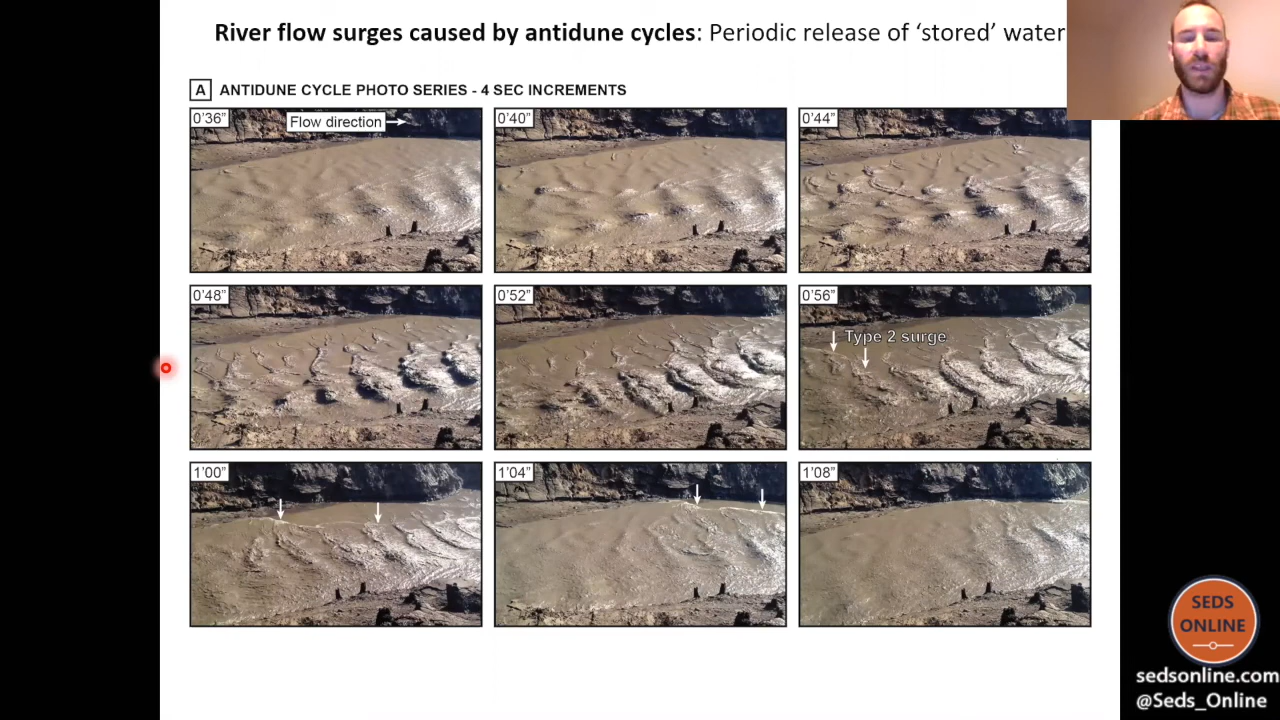 River flow surges caused by antidune cycles: Periodic release of ‘stored’ water
A ANTIDUNE CYCLE PHOTO SERIES - 4 SEC INCREMENTS
0’36” Flow direction 0’40” 0’44”
0’48” 0’52” 0’56”
Type 2 surge
1’00” 1’04” 1’08”
SEDS
ONLINE
sedsonline.com
@Seds_Online